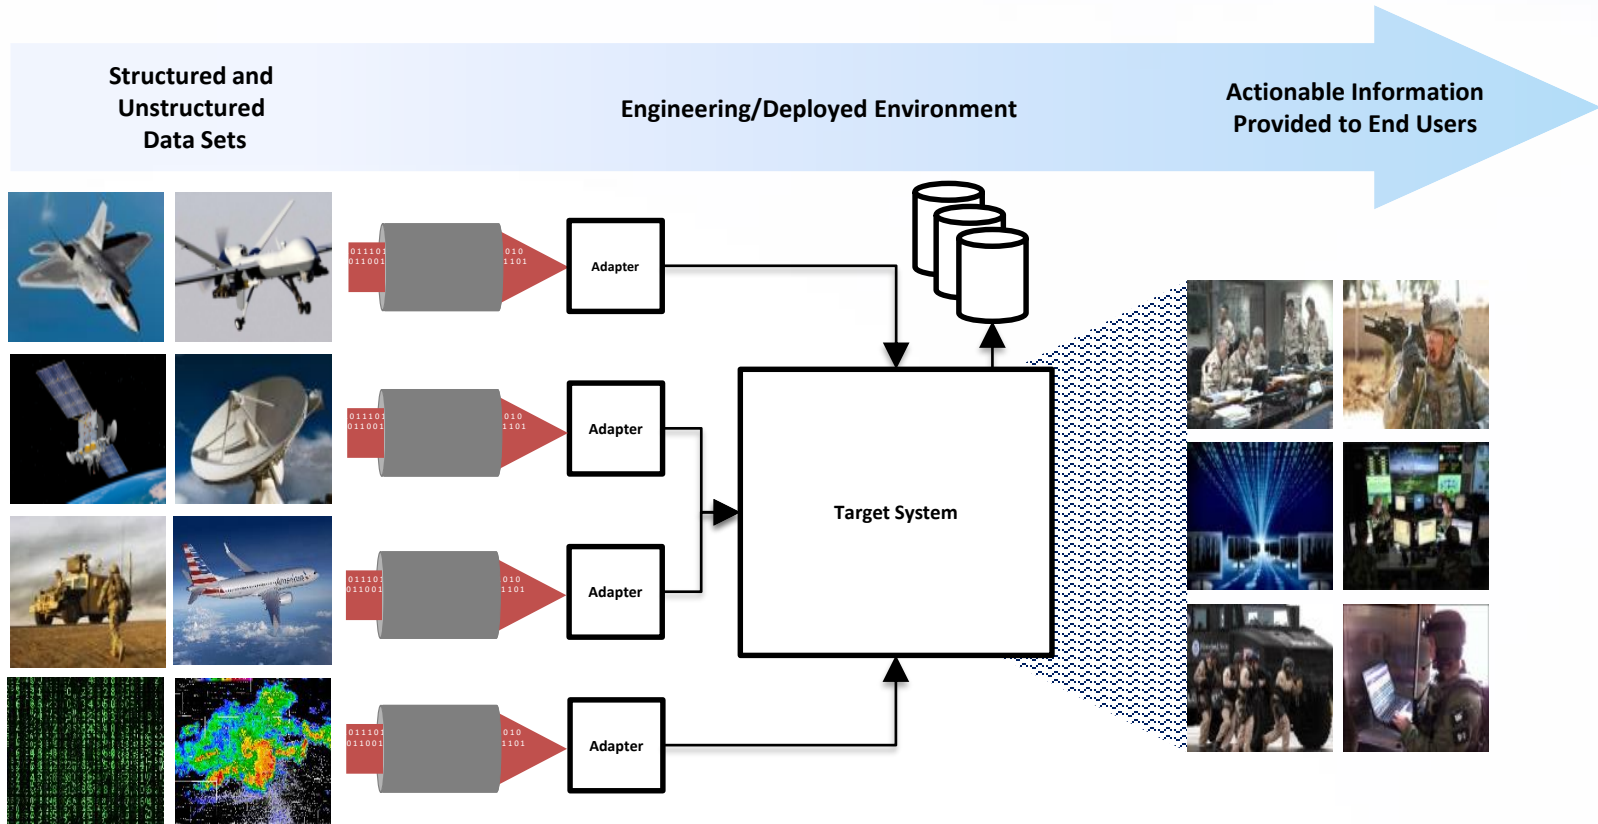 Structured and
Unstructured
Data Sets
Engineering/Deployed Environment
Actionable Information
Provided to End Users
011101
011001
010
1101
Adapter
011101
011001
010
1101
Adapter
Target System
011101
011001
010
1101
Adapter
011101
011001
010
1101
Adapter